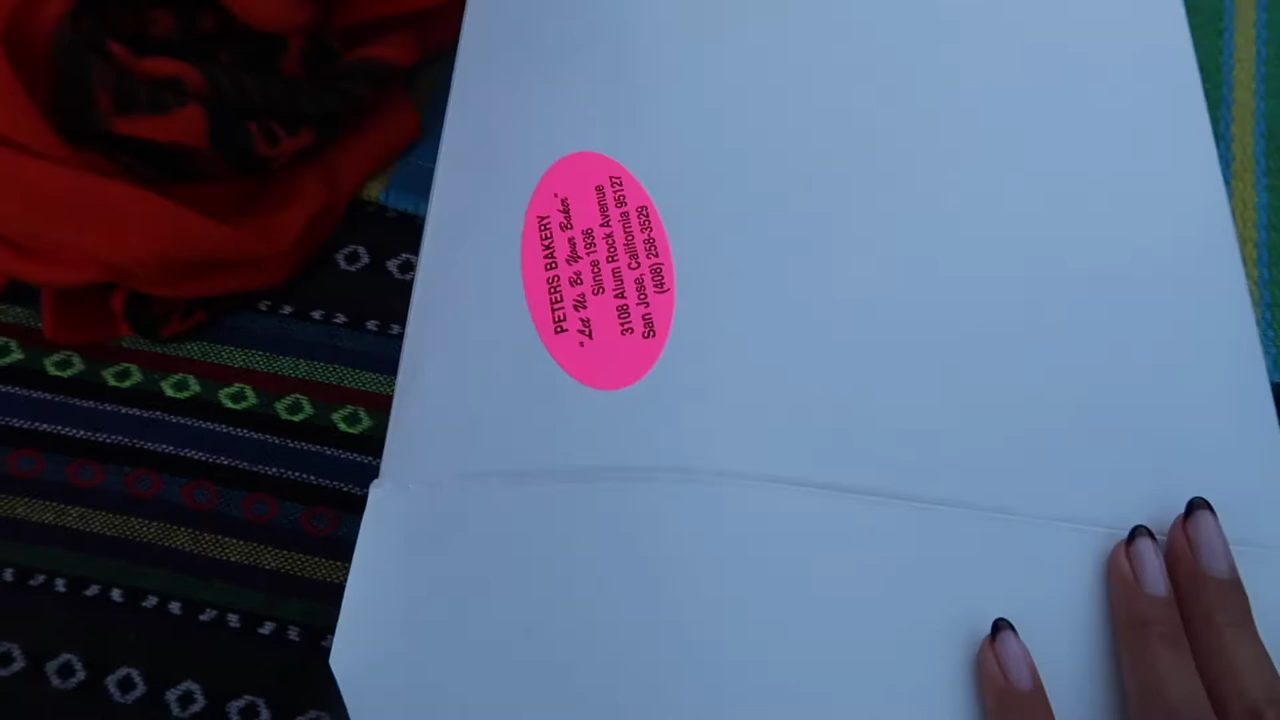 PETERS BAKERY
"Let Us Be Your Baker"
Since 1936
3108 Alum Rock Avenue
San Jose, California 95127
(408) 258-3529